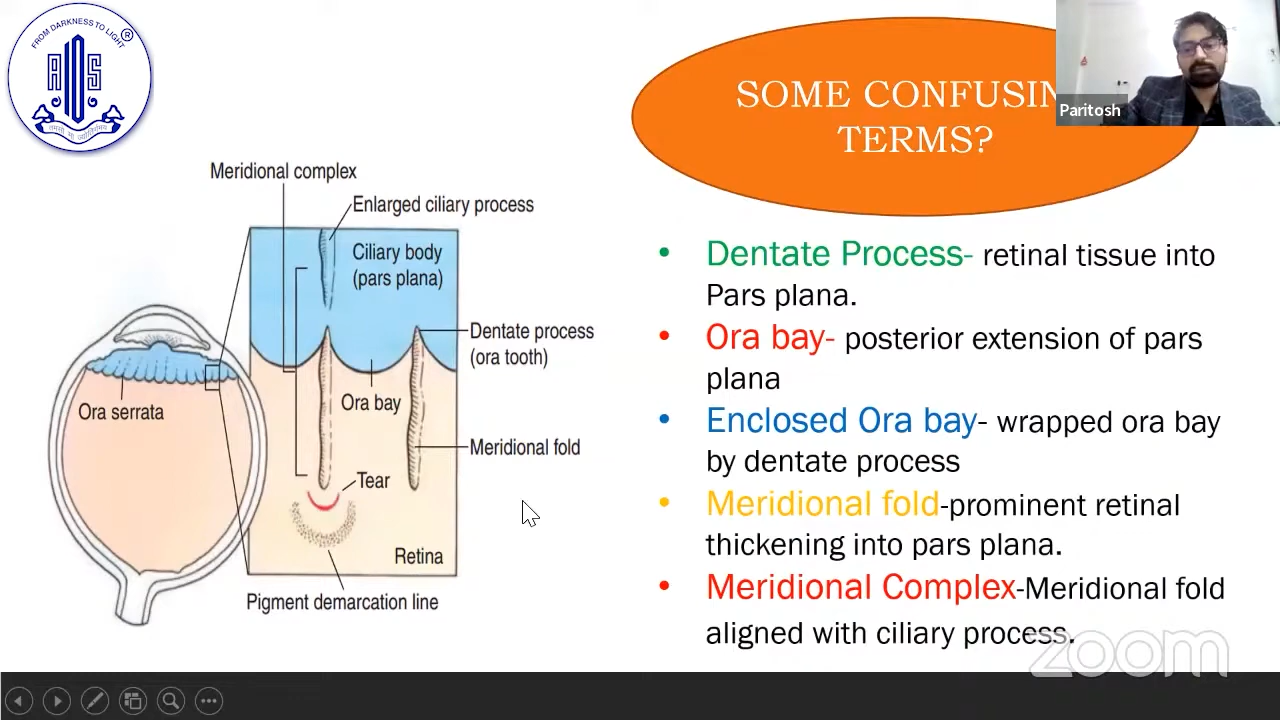 FROM DARKNESS TO LIGHT
®
AIOS
तमसो मा ज्योतिर्गमय
SOME CONFUSIN
TERMS?
Paritosh
Meridional complex
Enlarged ciliary process
Ciliary body
(pars plana)
Dentate process
(ora tooth)
Ora bay
Ora serrata
Meridional fold
Tear
Retina
Pigment demarcation line
• Dentate Process- retinal tissue into
Pars plana.
• Ora bay- posterior extension of pars
plana
• Enclosed Ora bay- wrapped ora bay
by dentate process
• Meridional fold-prominent retinal
thickening into pars plana.
• Meridional Complex-Meridional fold
aligned with ciliary process.
zoom